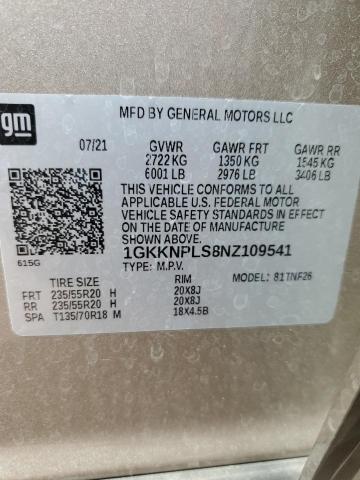 gm
MFD BY GENERAL MOTORS LLC
07/21 GVWR GAWR FRT GAWR RR
2722 KG 1350 KG 1545 KG
6001 LB 2976 LB 3406 LB
THIS VEHICLE CONFORMS TO ALL
APPLICABLE U.S. FEDERAL MOTOR
VEHICLE SAFETY STANDARDS IN EFFECT
ON THE DATE OF MANUFACTURE
SHOWN ABOVE.
1GKKNPLS8NZ109541
615G TYPE: M.P.V. MODEL: 81TNF26
TIRE SIZE RIM
FRT 235/55R20 H 20X8J
RR 235/55R20 H 20X8J
SPA T135/70R18 M 18X4.5B